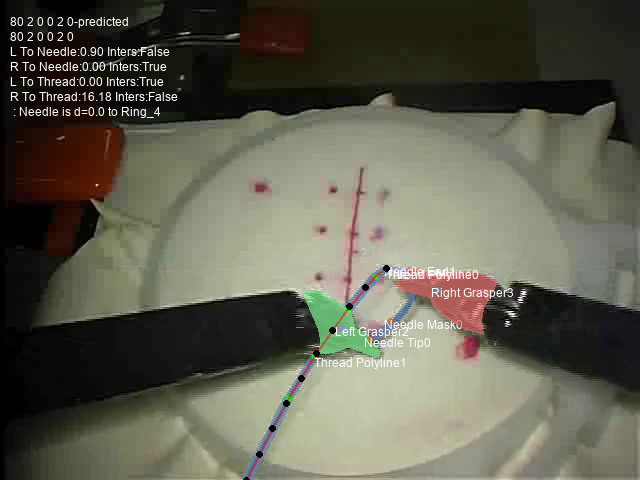 80 2 0 0 2 0-predicted
80 2 0 0 2 0
L To Needle:0.90 Inters:False
R To Needle:0.00 Inters:True
L To Thread:0.00 Inters:True
R To Thread:16.18 Inters:False
: Needle is d=0.0 to Ring_4
Thread Polyline0
Right Grasper3
Needle Mask0
Left Grasper2
Needle Tip0
Thread Polyline1